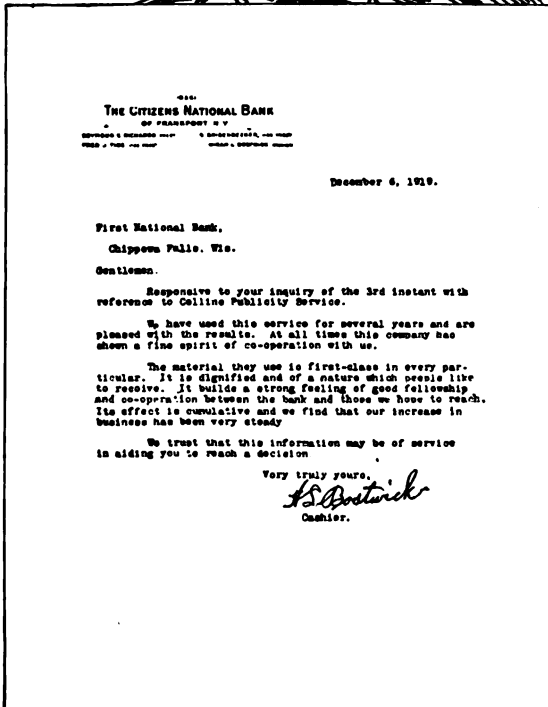 THE CITIZENS NATIONAL BANK
OF FRANKFORT N Y
December 6, 1919.
First National Bank,
Chippewa Falls. Wis.
Gentlemen.
Responsive to your inquiry of the 3rd instant with
reference to Collins Publicity Service.
We have used this service for several years and are
pleased with the results. At all times this company has
shown a fine spirit of co-operation with us.
The material they use is first-class in every par-
ticular. It is dignified and of a nature which people like
to receive. It builds a strong feeling of good fellowship
and co-operation between the bank and those we hope to reach.
Its effect is cumulative and we find that our increase in
business has been very steady
We trust that this information may be of service
in aiding you to reach a decision
Very truly yours,
Bostwick
Cashier.